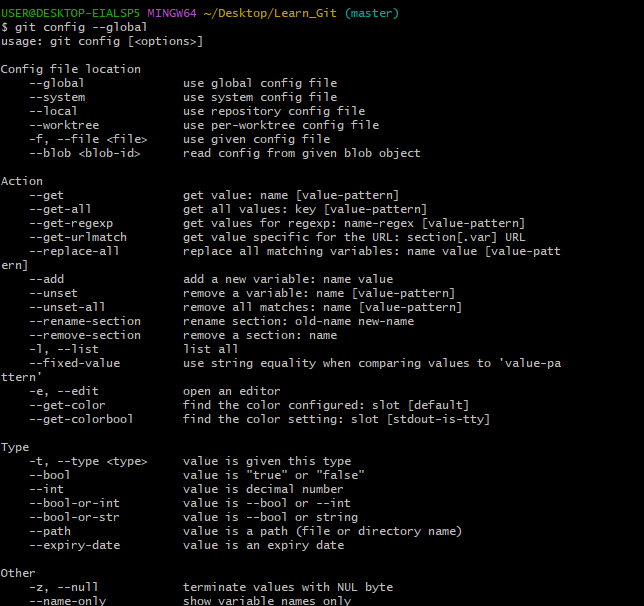 USER@DESKTOP-EIALSP5 MINGW64 ~/Desktop/Learn_Git (master)
$ git config --global
usage: git config [<options>]

Config file location
    --global              use global config file
    --system              use system config file
    --local               use repository config file
    --worktree            use per-worktree config file
    -f, --file <file>     use given config file
    --blob <blob-id>      read config from given blob object

Action
    --get                 get value: name [value-pattern]
    --get-all             get all values: key [value-pattern]
    --get-regexp          get values for regexp: name-regex [value-pattern]
    --get-urlmatch        get value specific for the URL: section[.var] URL
    --replace-all         replace all matching variables: name value [value-patt
ern]
    --add                 add a new variable: name value
    --unset               remove a variable: name [value-pattern]
    --unset-all           remove all matches: name [value-pattern]
    --rename-section      rename section: old-name new-name
    --remove-section      remove a section: name
    -l, --list            list all
    --fixed-value         use string equality when comparing values to 'value-pa
ttern'
    -e, --edit            open an editor
    --get-color           find the color configured: slot [default]
    --get-colorbool       find the color setting: slot [stdout-is-tty]

Type
    -t, --type <type>     value is given this type
    --bool                value is "true" or "false"
    --int                 value is decimal number
    --bool-or-int         value is --bool or --int
    --bool-or-str         value is --bool or string
    --path                value is a path (file or directory name)
    --expiry-date         value is an expiry date

Other
    -z, --null            terminate values with NUL byte
    --name-only           show variable names only